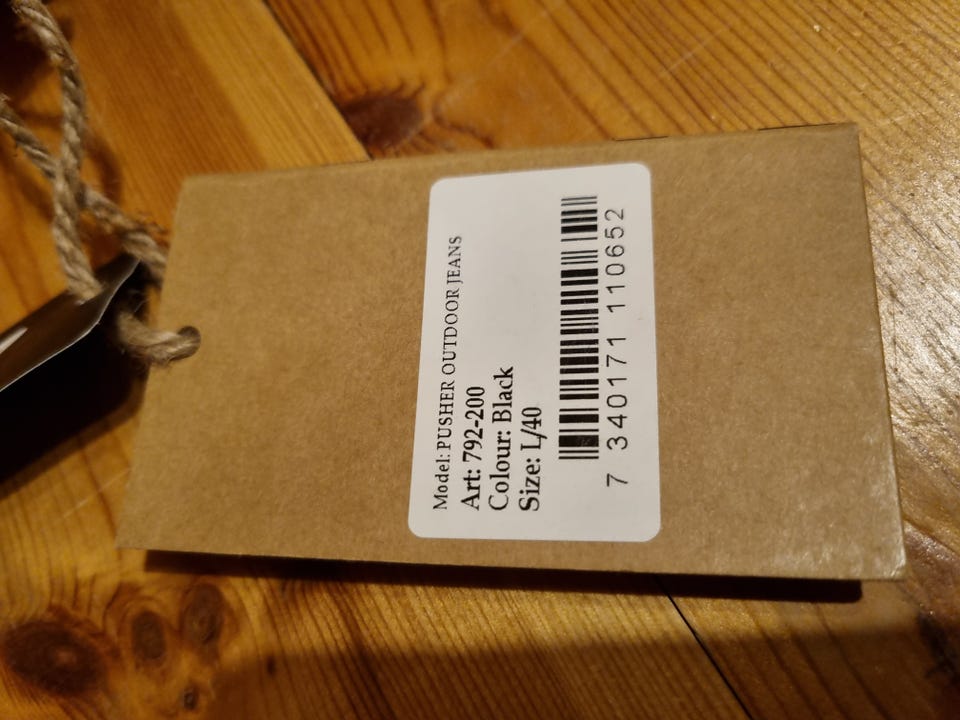 Model: PUSHER OUTDOOR JEANS
Art: 792-200
Colour: Black
Size: L/40
7 340171 110652